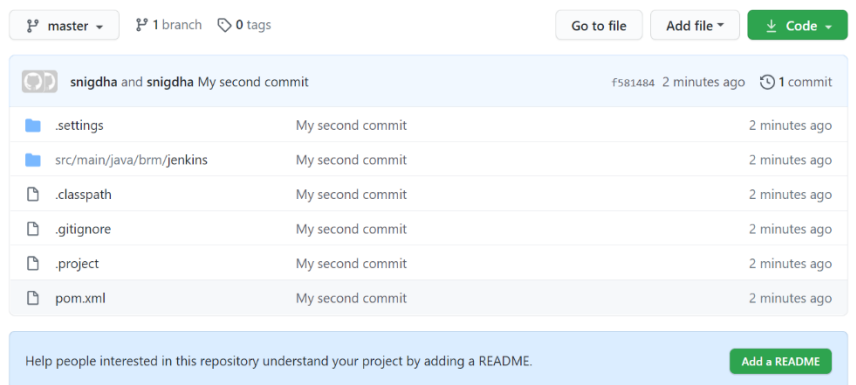 master 1 branch 0 tags Go to file Add file Code
snigdha and snigdha My second commit f581484 2 minutes ago 1 commit
.settings My second commit 2 minutes ago
src/main/java/brm/jenkins My second commit 2 minutes ago
.classpath My second commit 2 minutes ago
.gitignore My second commit 2 minutes ago
.project My second commit 2 minutes ago
pom.xml My second commit 2 minutes ago
Help people interested in this repository understand your project by adding a README. Add a README